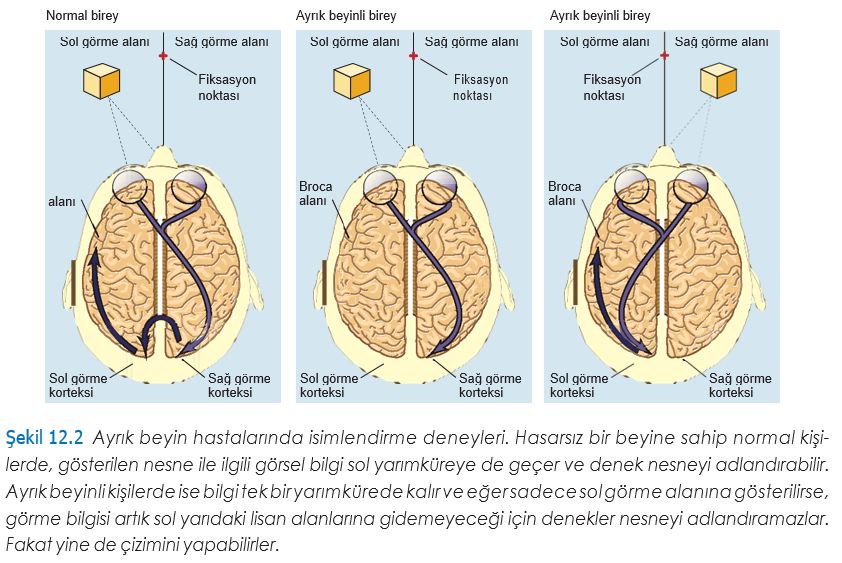 Normal birey
Sol görme alanı Sağ görme alanı
Fiksasyon
noktası
alanı
Sol görme
korteksi
Sağ görme
korteksi
Ayrık beyinli birey
Sol görme alanı Sağ görme alanı
Fiksasyon
noktası
Broca
alanı
Sol görme
korteksi
Sağ görme
korteksi
Ayrık beyinli birey
Sol görme alanı Sağ görme alanı
Fiksasyon
noktası
Broca
alanı
Sol görme
korteksi
Sağ görme
korteksi
Şekil 12.2 Ayrık beyin hastalarında isimlendirme deneyleri. Hasarsız bir beyine sahip normal kişi-
lerde, gösterilen nesne ile ilgili görsel bilgi sol yarımküreye de geçer ve denek nesneyi adlandırabilir.
Ayrık beyinli kişilerde ise bilgi tek bir yarım kürede kalır ve eğer sadece sol görme alanına gösterilirse,
görme bilgisi artık sol yarıdaki lisan alanlarına gidemeyeceği için denekler nesneyi adlandıramazlar.
Fakat yine de çizimini yapabilirler.